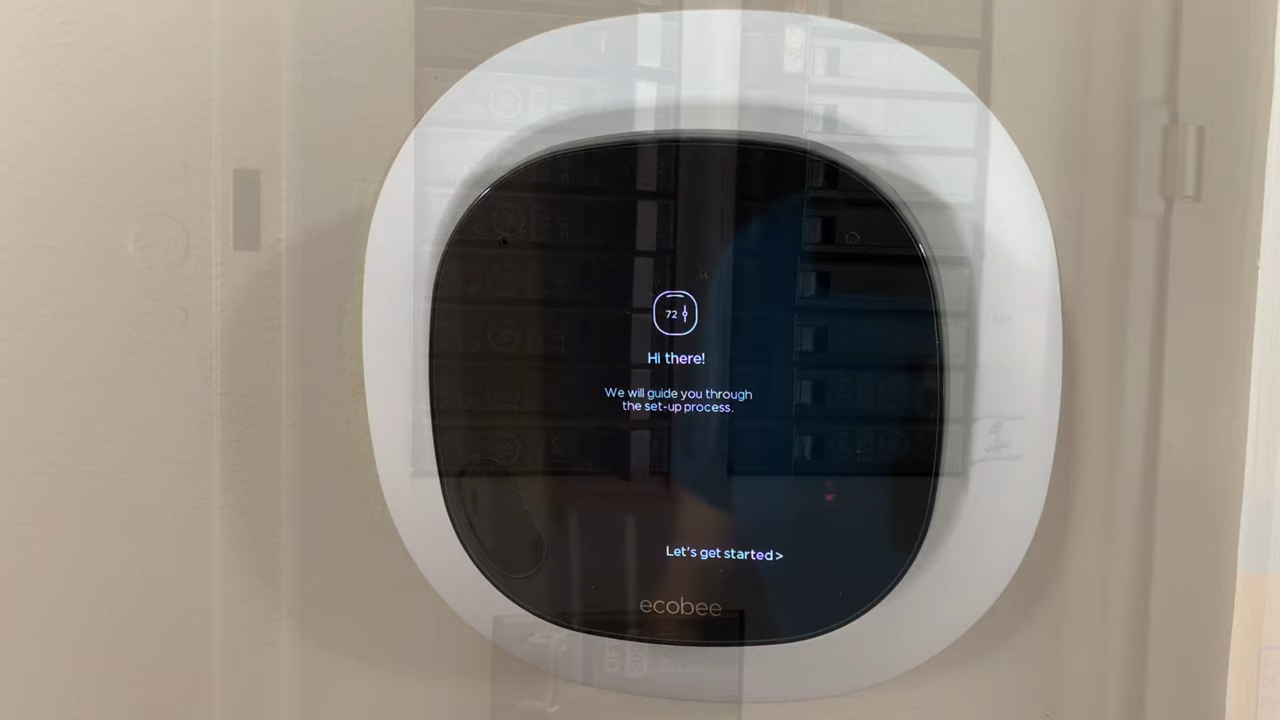 72
Hi there!
We will guide you through
the set-up process.
Let's get started >
ecobee